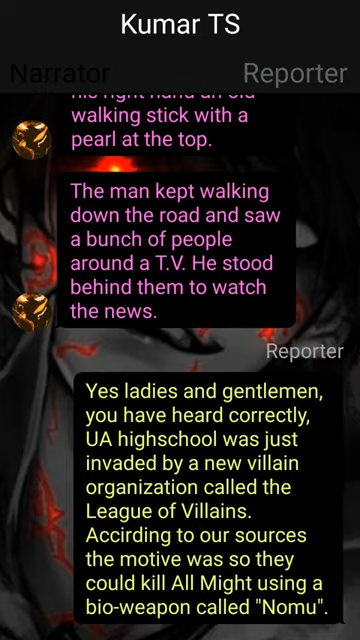 Kumar TS
Narrator
Reporter
his right hand an old
walking stick with a
pearl at the top.
The man kept walking
down the road and saw
a bunch of people
around a T.V. He stood
behind them to watch
the news.
Reporter
Yes ladies and gentlemen,
you have heard correctly,
UA highschool was just
invaded by a new villain
organization called the
League of Villains.
Acciring to our sources
the motive was so they
could kill All Might using a
bio-weapon called "Nomu".